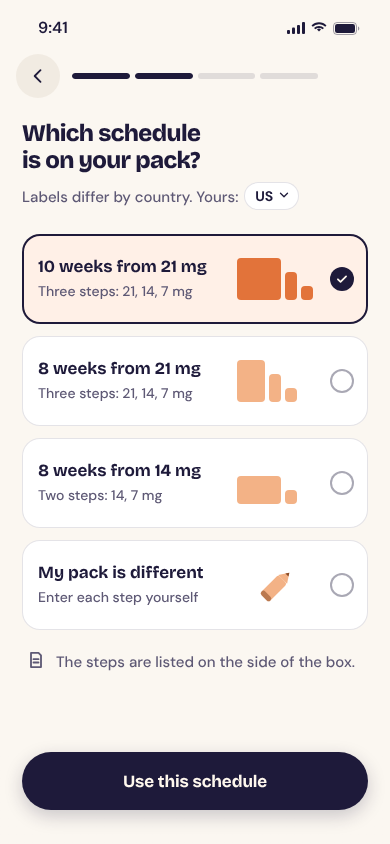 9:41
Which schedule
is on your pack?
Labels differ by country. Yours: US
10 weeks from 21 mg
Three steps: 21, 14, 7 mg
8 weeks from 21 mg
Three steps: 21, 14, 7 mg
8 weeks from 14 mg
Two steps: 14, 7 mg
My pack is different
Enter each step yourself
The steps are listed on the side of the box.
Use this schedule